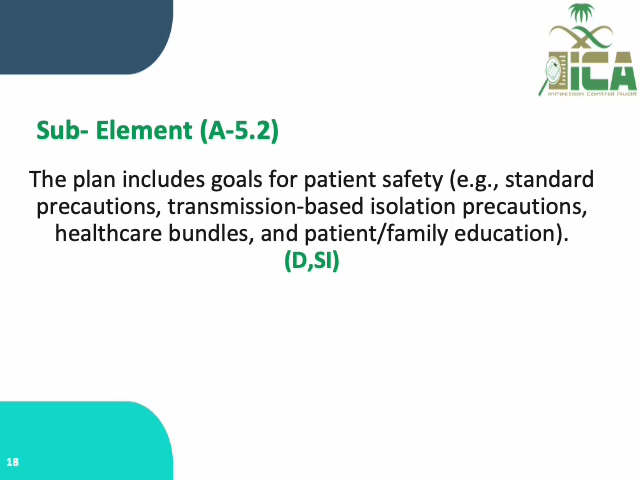 iCA
Infection Control Audit
Sub- Element (A-5.2)
The plan includes goals for patient safety (e.g., standard
precautions, transmission-based isolation precautions,
healthcare bundles, and patient/family education).
(D,SI)
18